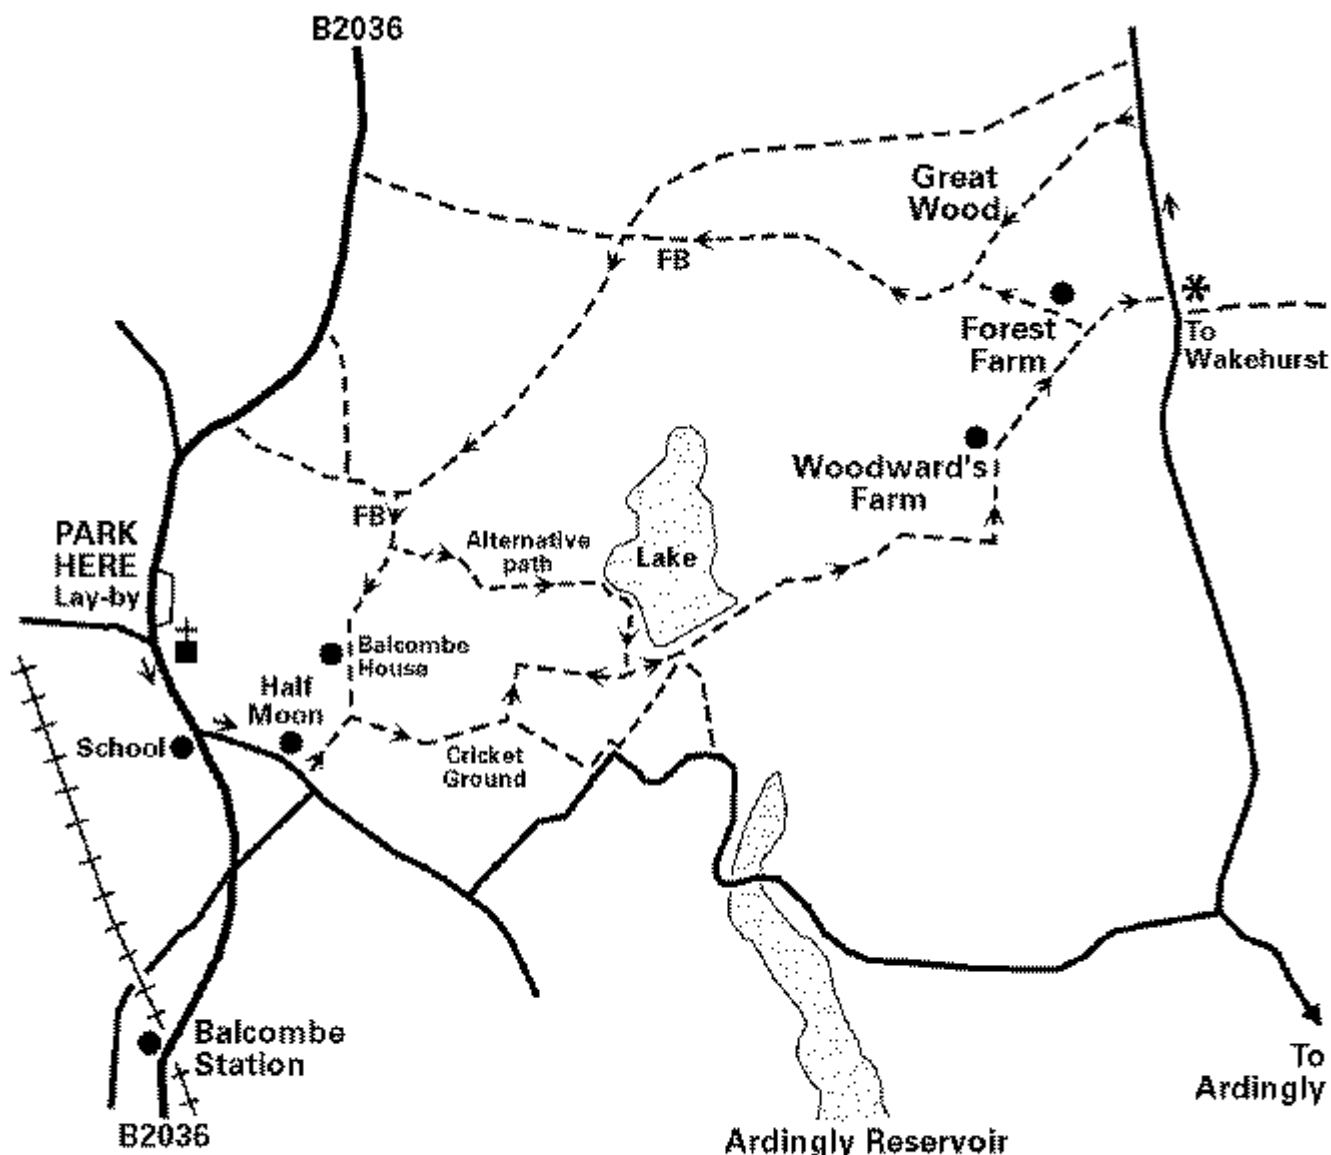 B2036
Great
Wood
FB
Forest
Farm
To
Wakehurst
Woodward's
Farm
PARK
HERE
Lay-by
FB
Alternative
path
Lake
Balcombe
House
Half
Moon
School
Cricket
Ground
Balcombe
Station
To
Ardingly
B2036
Ardingly Reservoir